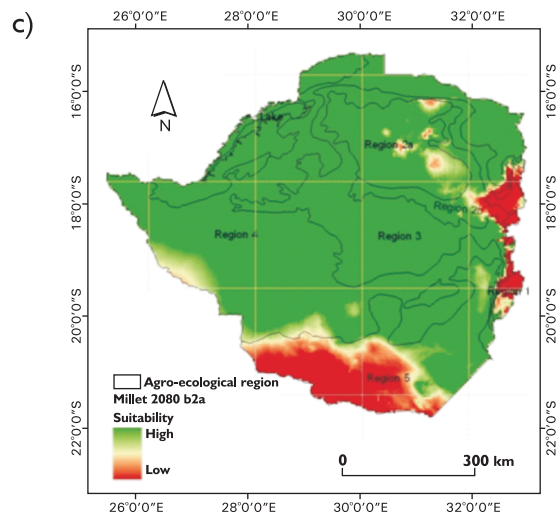 c)
26°0'0"E 28°0'0"E 30°0'0"E 32°0'0"E
16°0'0"S 16°0'0"S
N
Lake
Region 2a
18°0'0"S 18°0'0"S
Region 4 Region 3
20°0'0"S 20°0'0"S
Region 5
Agro-ecological region
Millet 2080 b2a
Suitability
High
Low
22°0'0"S 22°0'0"S
0 300 km
26°0'0"E 28°0'0"E 30°0'0"E 32°0'0"E